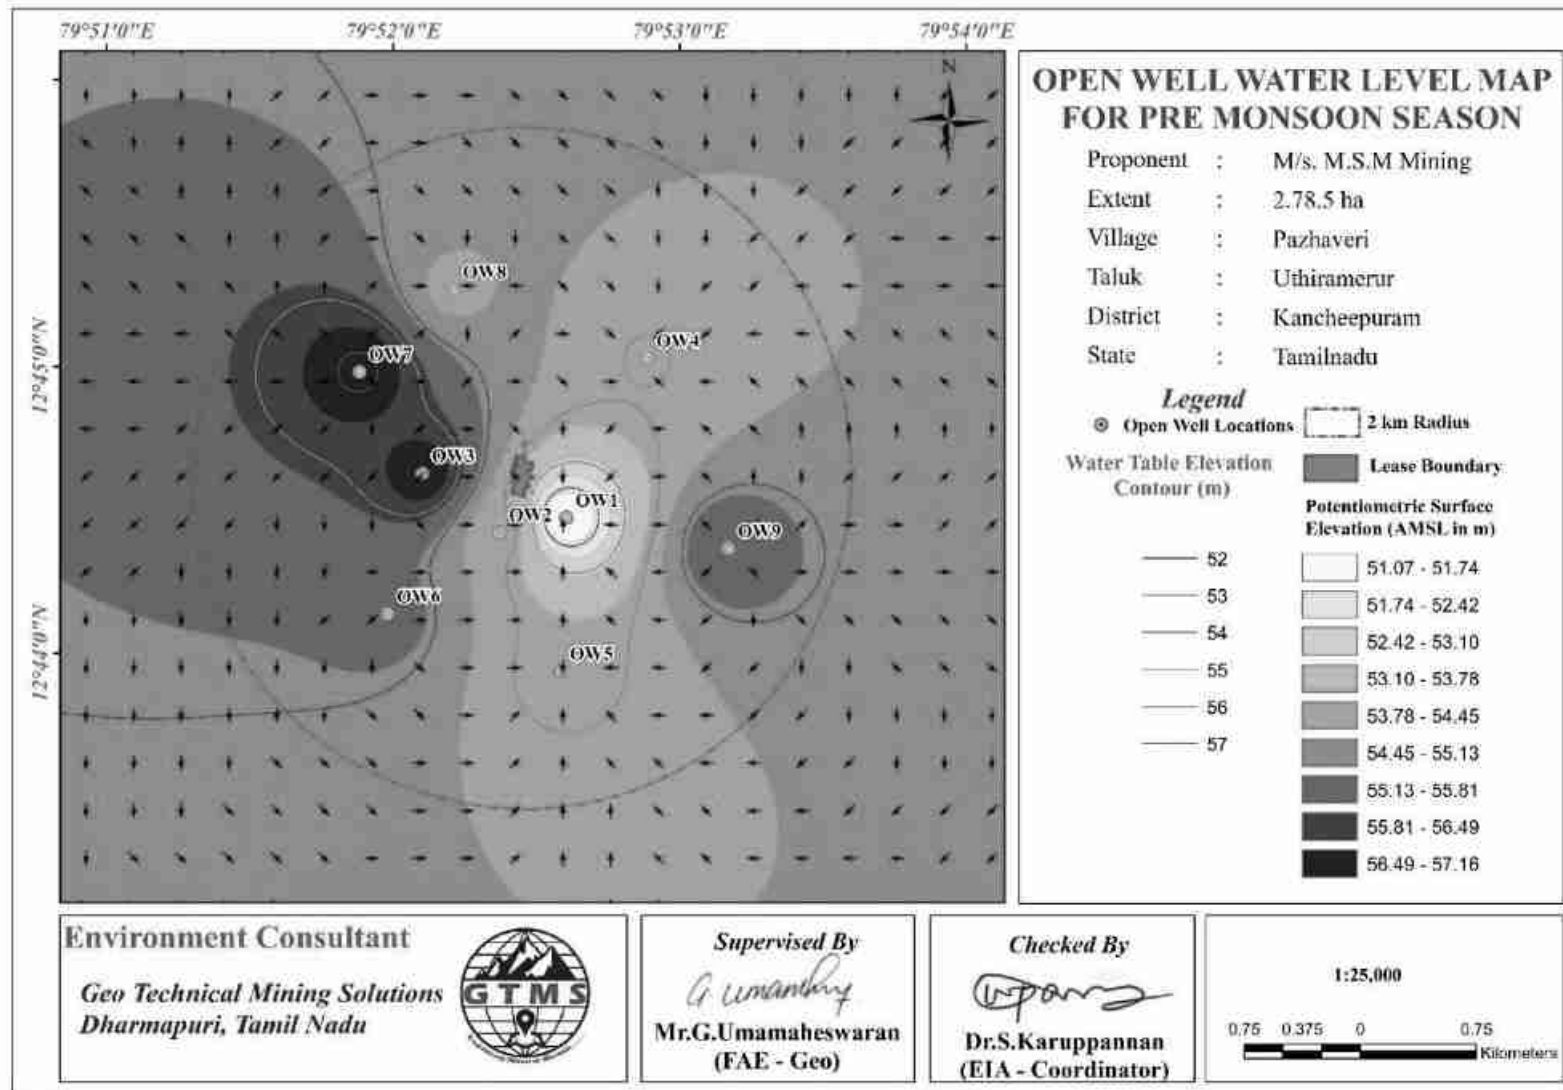 79°51'0"E 79°52'0"E 79°53'0"E 79°54'0"E
12°45'0"N
12°44'0"N
N
OW8
OW4
OW7
OW3
OW1
OW2
OW9
OW6
OW5
OPEN WELL WATER LEVEL MAP
FOR PRE MONSOON SEASON
Proponent : M/s. M.S.M Mining
Extent : 2.78.5 ha
Village : Pazhaveri
Taluk : Uthiramerur
District : Kancheepuram
State : Tamilnadu
Legend
Open Well Locations
2 km Radius
Water Table Elevation
Contour (m)
52
53
54
55
56
57
Lease Boundary
Potentiometric Surface
Elevation (AMSL in m)
51.07 - 51.74
51.74 - 52.42
52.42 - 53.10
53.10 - 53.78
53.78 - 54.45
54.45 - 55.13
55.13 - 55.81
55.81 - 56.49
56.49 - 57.16
Environment Consultant
Geo Technical Mining Solutions
Dharmapuri, Tamil Nadu
GTMS
Supervised By
Mr.G.Umamaheswaran
(FAE - Geo)
Checked By
Dr.S.Karuppannan
(EIA - Coordinator)
1:25,000
0.75 0.375 0 0.75
Kilometers